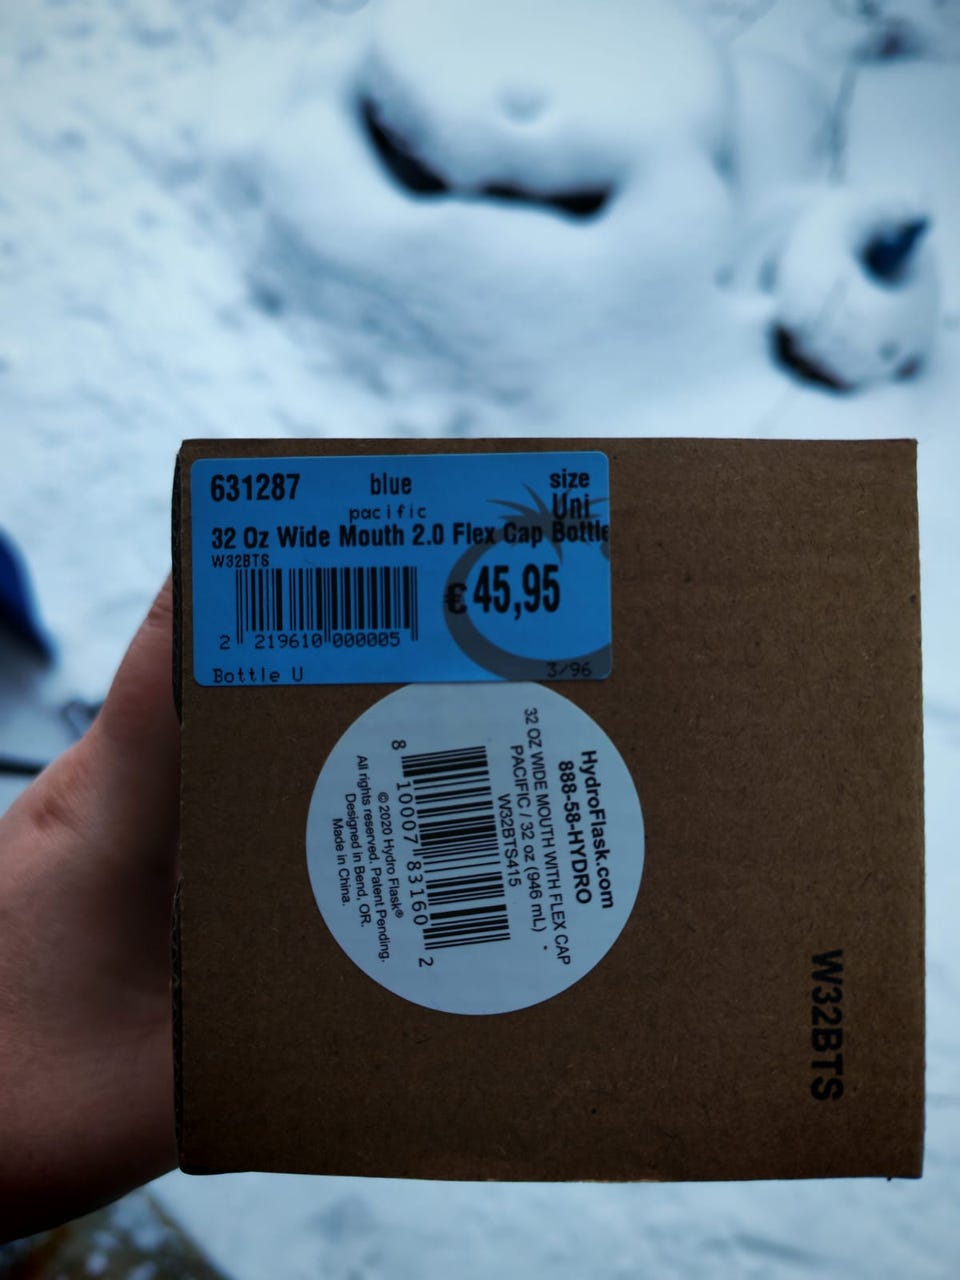 631287 blue size
pacific Uni
32 Oz Wide Mouth 2.0 Flex Cap Bottle
W32BTS
€ 45,95
2 219610 000005
Bottle U 3/96
HydroFlask.com
888-58-HYDRO
32 OZ WIDE MOUTH WITH FLEX CAP
PACIFIC / 32 oz (946 mL)
W32BTS415
8 10007 83160 2
© 2020 Hydro Flask®
All rights reserved. Patent Pending.
Designed in Bend, OR.
Made in China.
W32BTS